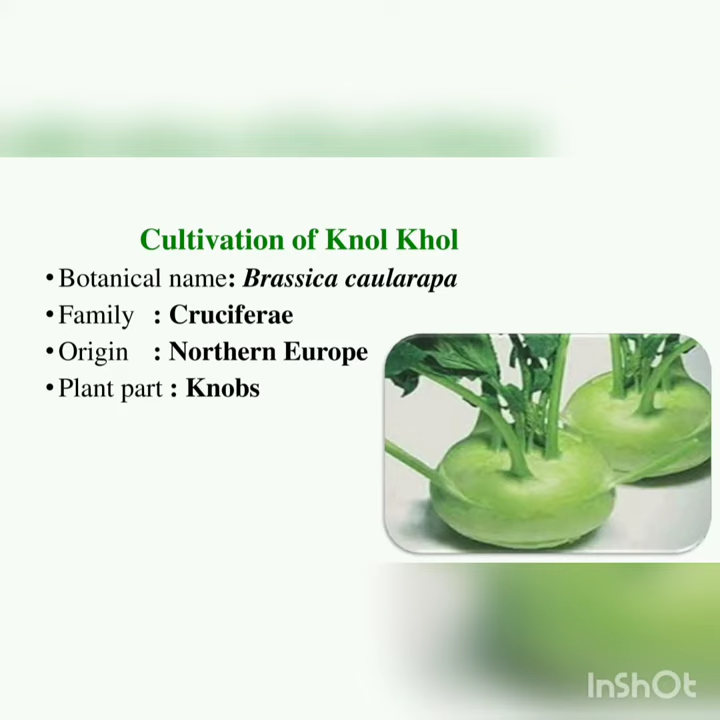 Cultivation of Knol Khol
•Botanical name: Brassica caularapa
•Family : Cruciferae
•Origin : Northern Europe
•Plant part : Knobs
InShOt